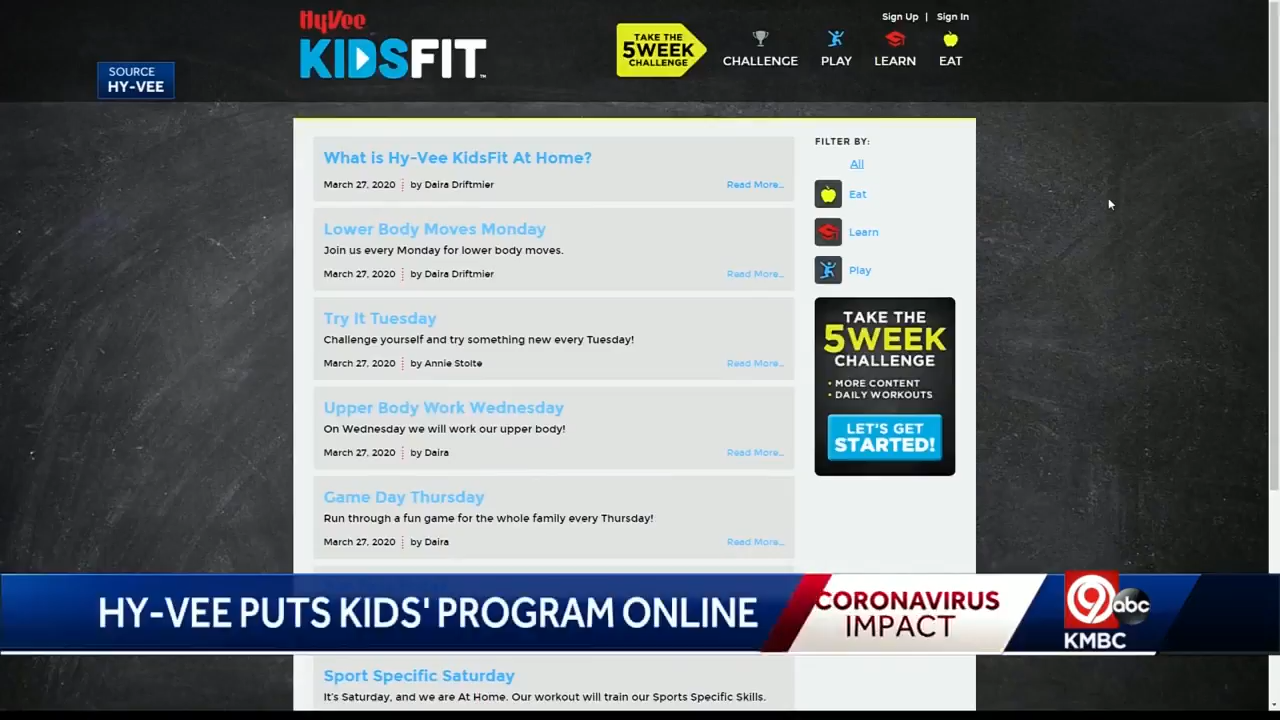 HyVee
KIDSFIT™
SOURCE
HY-VEE
TAKE THE
5WEEK
CHALLENGE
Sign Up | Sign In
CHALLENGE
PLAY
LEARN
EAT
What is Hy-Vee KidsFit At Home?
March 27, 2020 by Daira Driftmier
Read More...
Lower Body Moves Monday
Join us every Monday for lower body moves.
March 27, 2020 by Daira Driftmier
Read More...
Try It Tuesday
Challenge yourself and try something new every Tuesday!
March 27, 2020 by Annie Stolte
Read More...
Upper Body Work Wednesday
On Wednesday we will work our upper body!
March 27, 2020 by Daira
Read More...
Game Day Thursday
Run through a fun game for the whole family every Thursday!
March 27, 2020 by Daira
Read More...
FILTER BY:
All
Eat
Learn
Play
TAKE THE
5WEEK
CHALLENGE
• MORE CONTENT
• DAILY WORKOUTS
LET'S GET
STARTED!
HY-VEE PUTS KIDS' PROGRAM ONLINE
CORONAVIRUS
IMPACT
9 abc
KMBC
Sport Specific Saturday
It's Saturday, and we are At Home. Our workout will train our Sports Specific Skills.